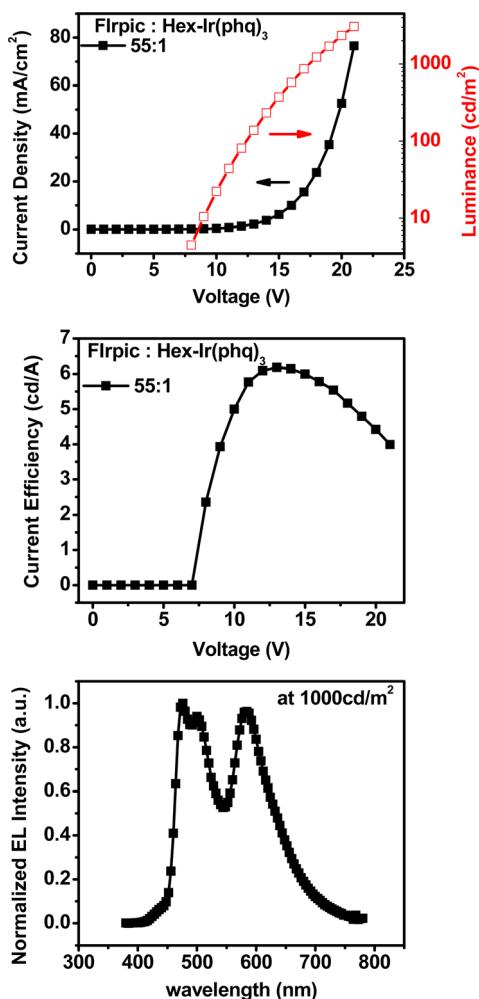 FIrpic : Hex-Ir(phq)3
55:1
Current Density (mA/cm2)
80
60
40
20
0
1000
100
10
Luminance (cd/m2)
0 5 10 15 20 25
Voltage (V)
FIrpic : Hex-Ir(phq)3
55:1
Current Efficiency (cd/A)
7
6
5
4
3
2
1
0
0 5 10 15 20
Voltage (V)
at 1000cd/m2
Normalized EL Intensity (a.u.)
1.0
0.8
0.6
0.4
0.2
0.0
300 400 500 600 700 800
wavelength (nm)